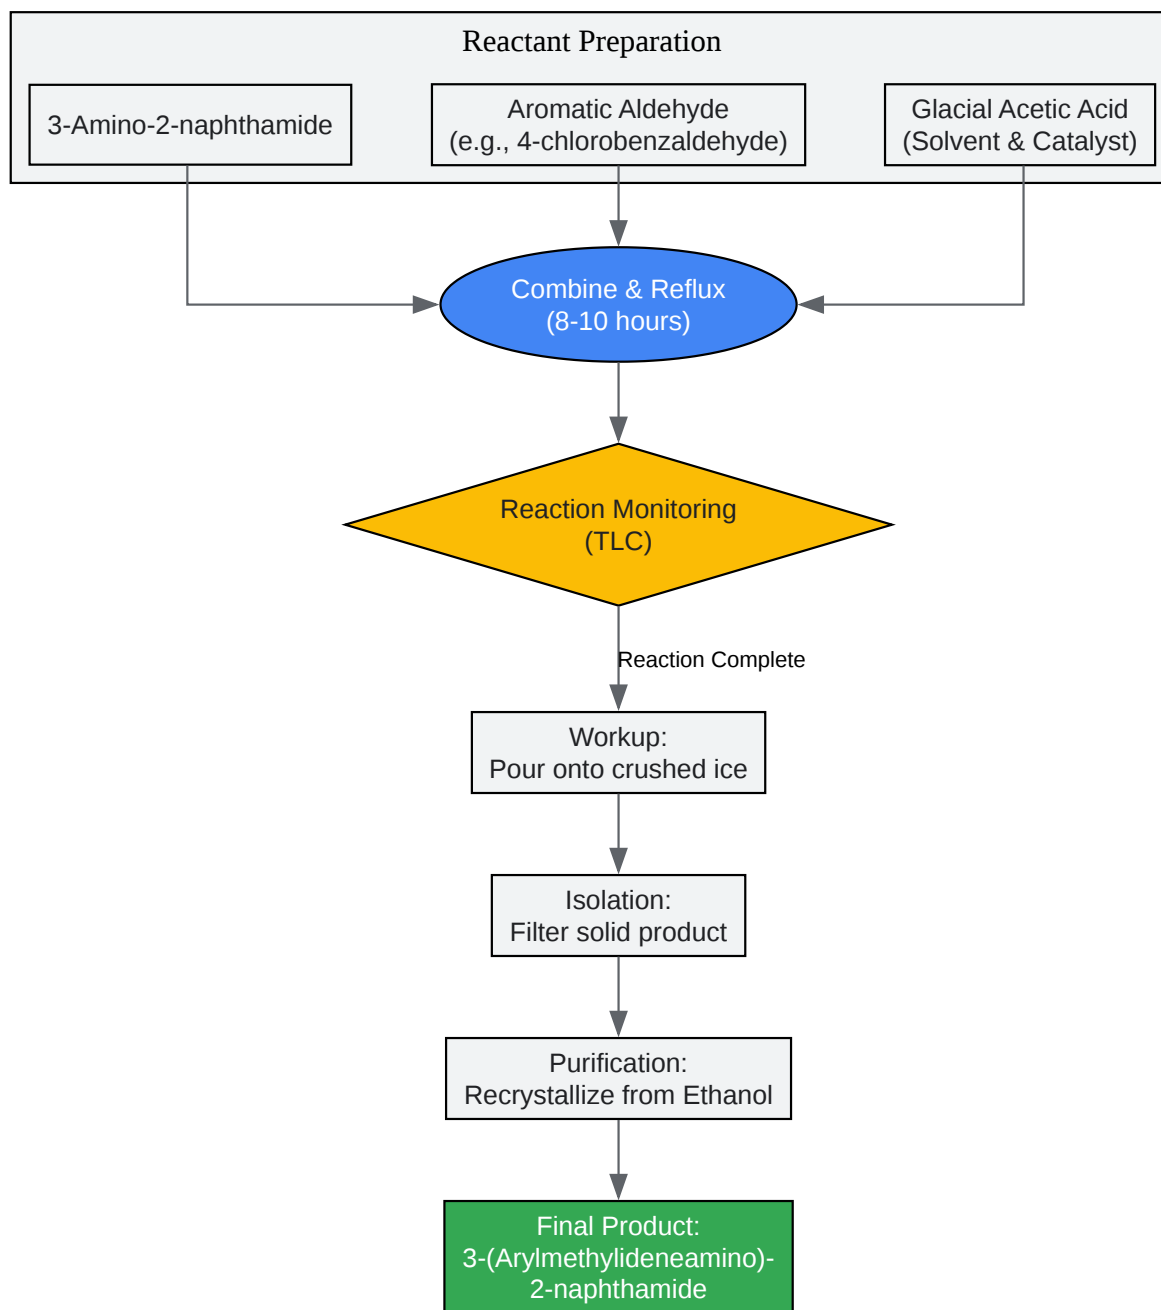 Reactant Preparation
3-Amino-2-naphthamide
Aromatic Aldehyde
(e.g., 4-chlorobenzaldehyde)
Glacial Acetic Acid
(Solvent & Catalyst)
Combine & Reflux
(8-10 hours)
Reaction Monitoring
(TLC)
Reaction Complete
Workup:
Pour onto crushed ice
Isolation:
Filter solid product
Purification:
Recrystallize from Ethanol
Final Product:
3-(Arylmethylideneamino)-
2-naphthamide